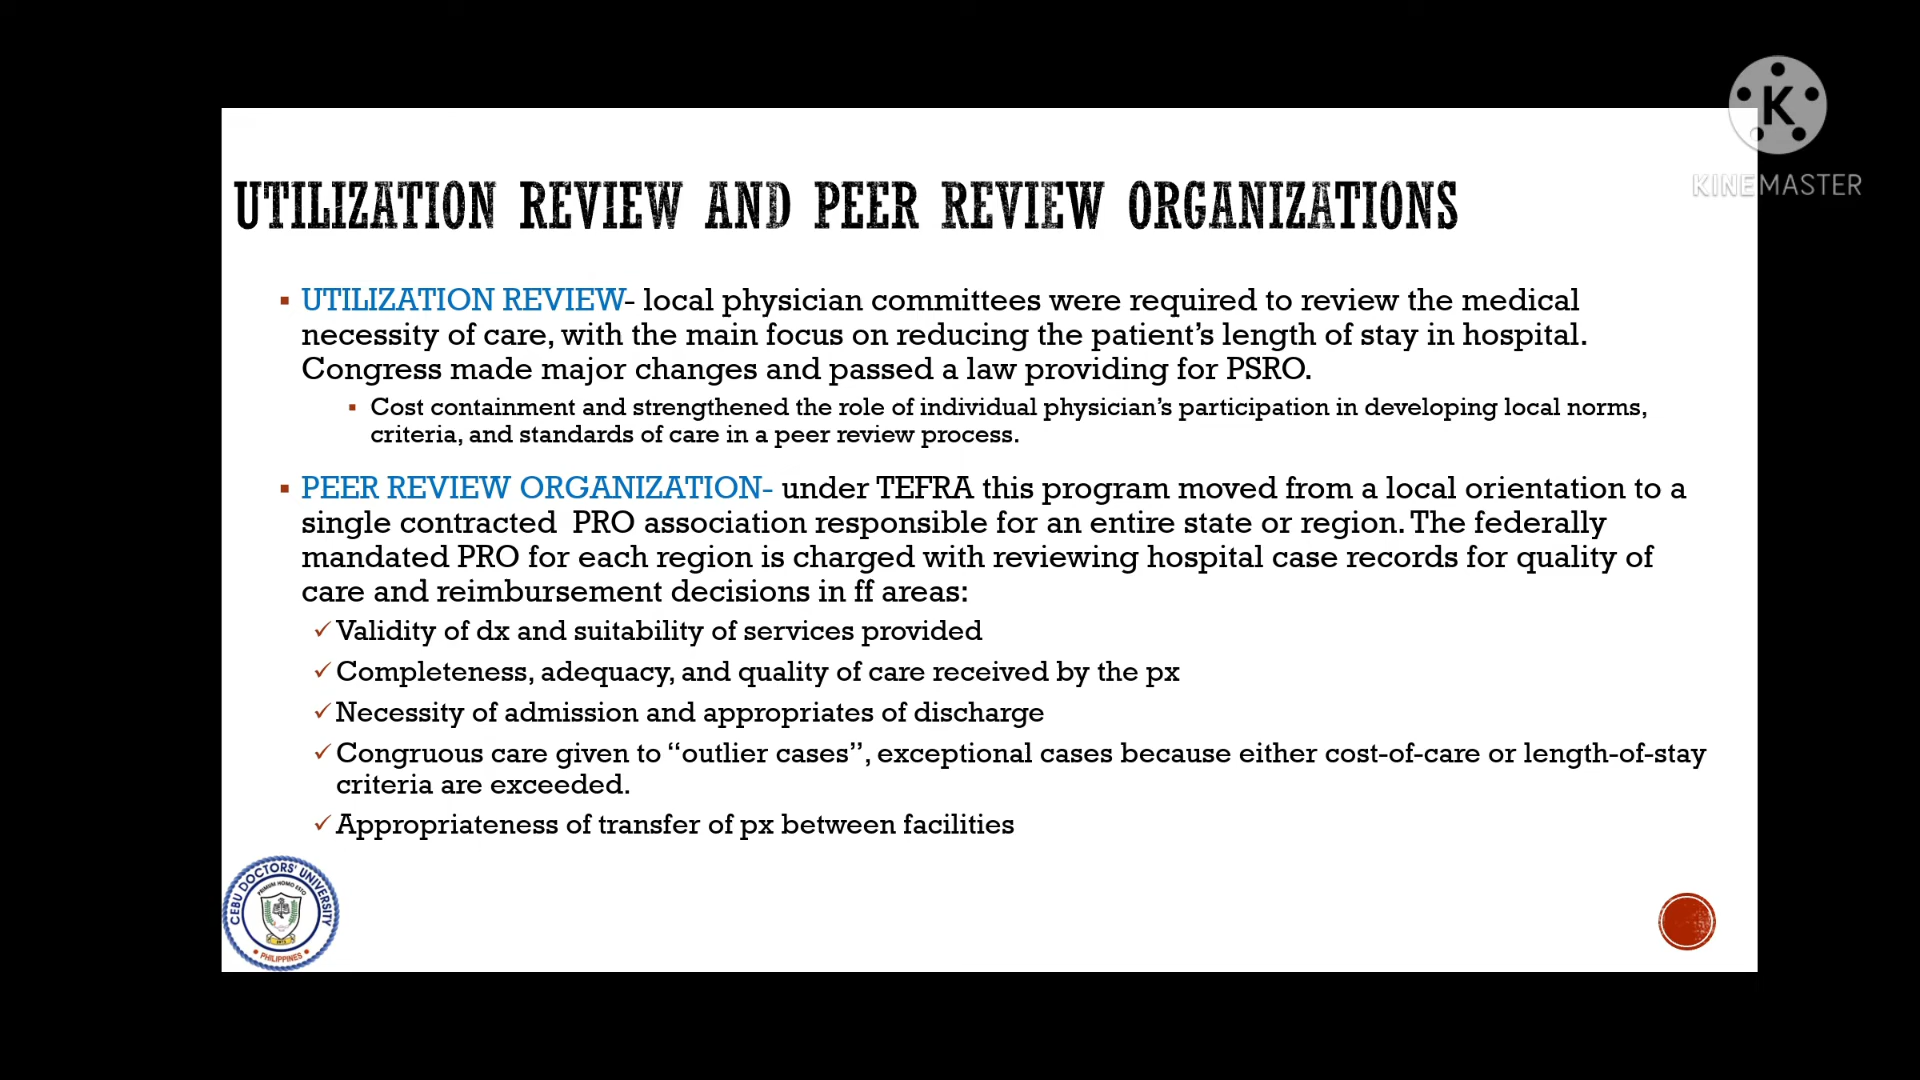 KINEMASTER
UTILIZATION REVIEW AND PEER REVIEW ORGANIZATIONS
▪ UTILIZATION REVIEW- local physician committees were required to review the medical
necessity of care, with the main focus on reducing the patient's length of stay in hospital.
Congress made major changes and passed a law providing for PSRO.
▪ Cost containment and strengthened the role of individual physician's participation in developing local norms,
criteria, and standards of care in a peer review process.
▪ PEER REVIEW ORGANIZATION- under TEFRA this program moved from a local orientation to a
single contracted PRO association responsible for an entire state or region. The federally
mandated PRO for each region is charged with reviewing hospital case records for quality of
care and reimbursement decisions in ff areas:
✓ Validity of dx and suitability of services provided
✓ Completeness, adequacy, and quality of care received by the px
✓ Necessity of admission and appropriates of discharge
✓ Congruous care given to “outlier cases”, exceptional cases because either cost-of-care or length-of-stay
criteria are exceeded.
✓ Appropriateness of transfer of px between facilities
CEBU DOCTORS' UNIVERSITY
PRIMUM HOMO ESTO
PHILIPPINES